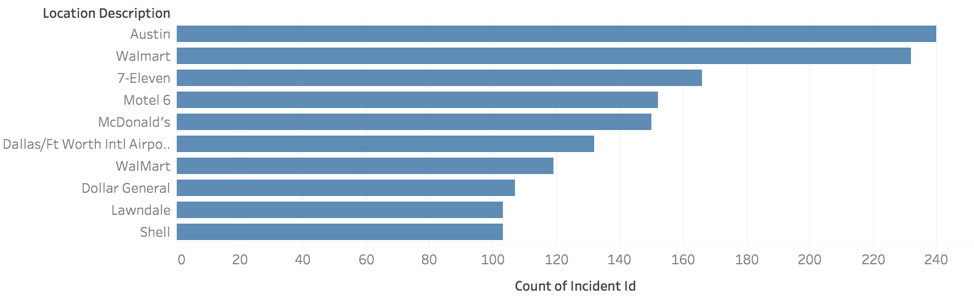 Location Description
Austin
Walmart
7-Eleven
Motel 6
McDonald's
Dallas/Ft Worth Intl Airpo..
WalMart
Dollar General
Lawndale
Shell
0 20 40 60 80 100 120 140 160 180 200 220 240
Count of Incident Id